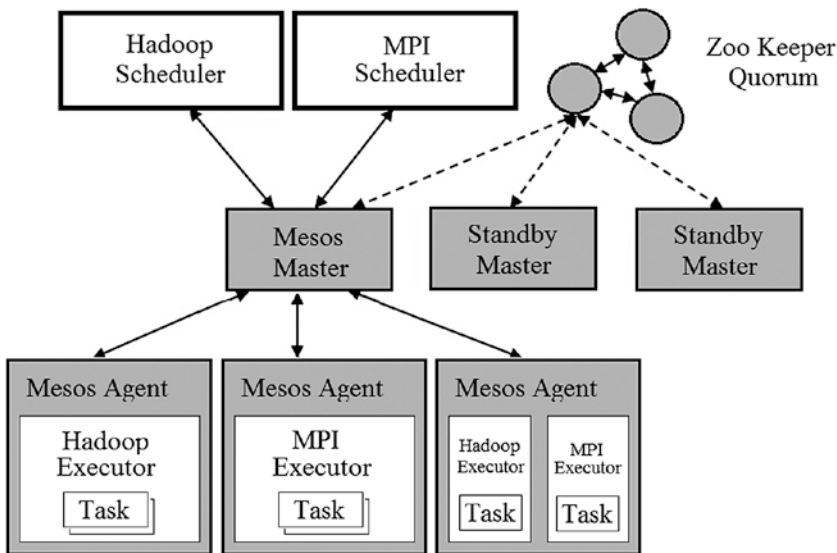 Hadoop
Scheduler
MPI
Scheduler
Zoo Keeper
Quorum
Mesos
Master
Standby
Master
Standby
Master
Mesos Agent
Hadoop
Executor
Task
Mesos Agent
MPI
Executor
Task
Mesos Agent
Hadoop
Executor
Task
MPI
Executor
Task